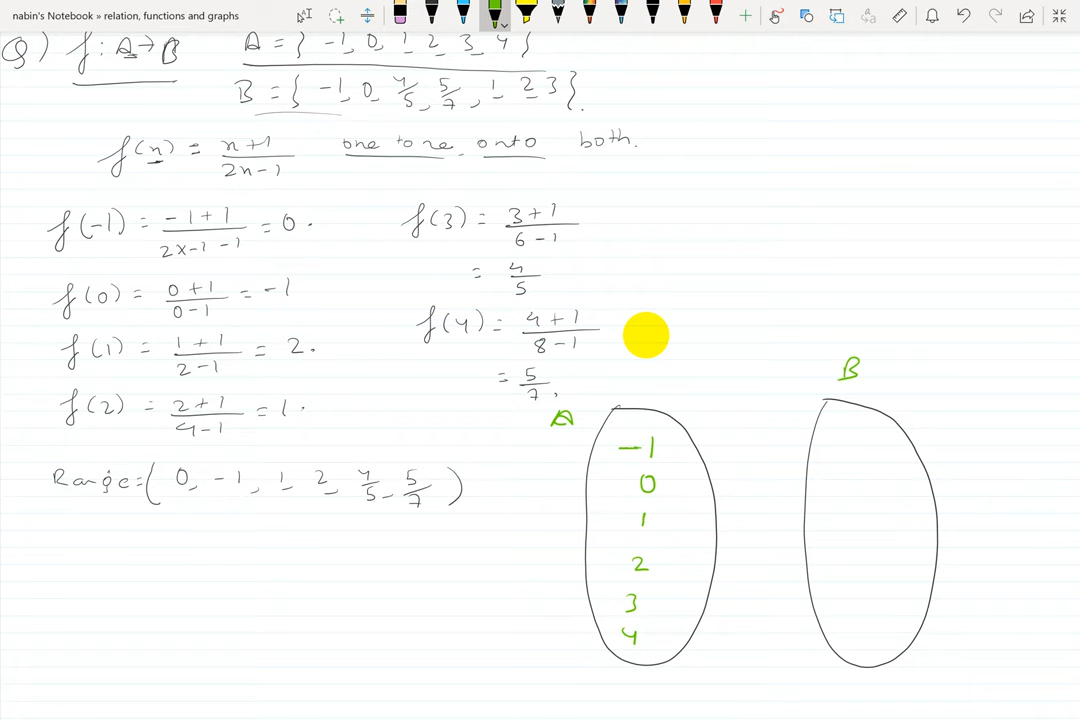 nabin's Notebook » relation, functions and graphs
Q) f : A → B A = { -1, 0, 1, 2, 3, 4 }
B = { -1, 0, 4/5, 5/7, 1, 2, 3 }.
f(n) = n+1 / 2n-1 one to ne onto both.
f(-1) = -1+1 / 2×-1-1 = 0.
f(0) = 0+1 / 0-1 = -1
f(1) = 1+1 / 2-1 = 2.
f(2) = 2+1 / 4-1 = 1.
f(3) = 3+1 / 6-1
= 4/5
f(4) = 4+1 / 8-1
= 5/7,
Range = ( 0, -1, 1, 2, 4/5, 5/7 )
A
-1
0
1
2
3
4
B